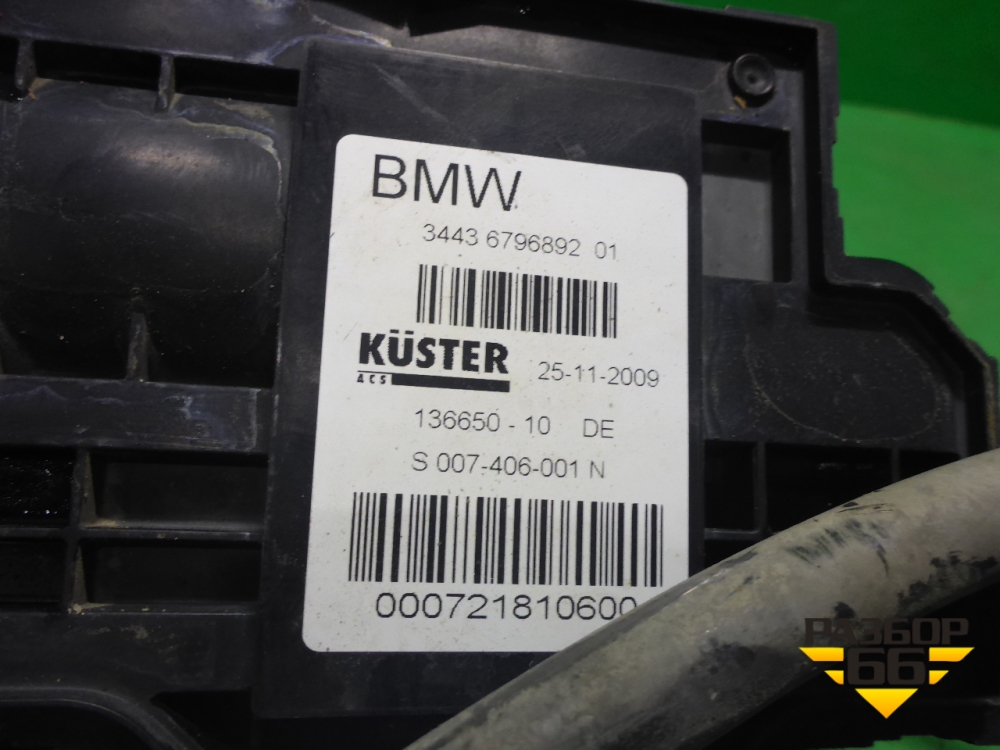 BMW
3443 6796892 01
KÜSTER
ACS
25-11-2009
136650 - 10 DE
S 007-406-001 N
000721810600
РАЗБОР
66